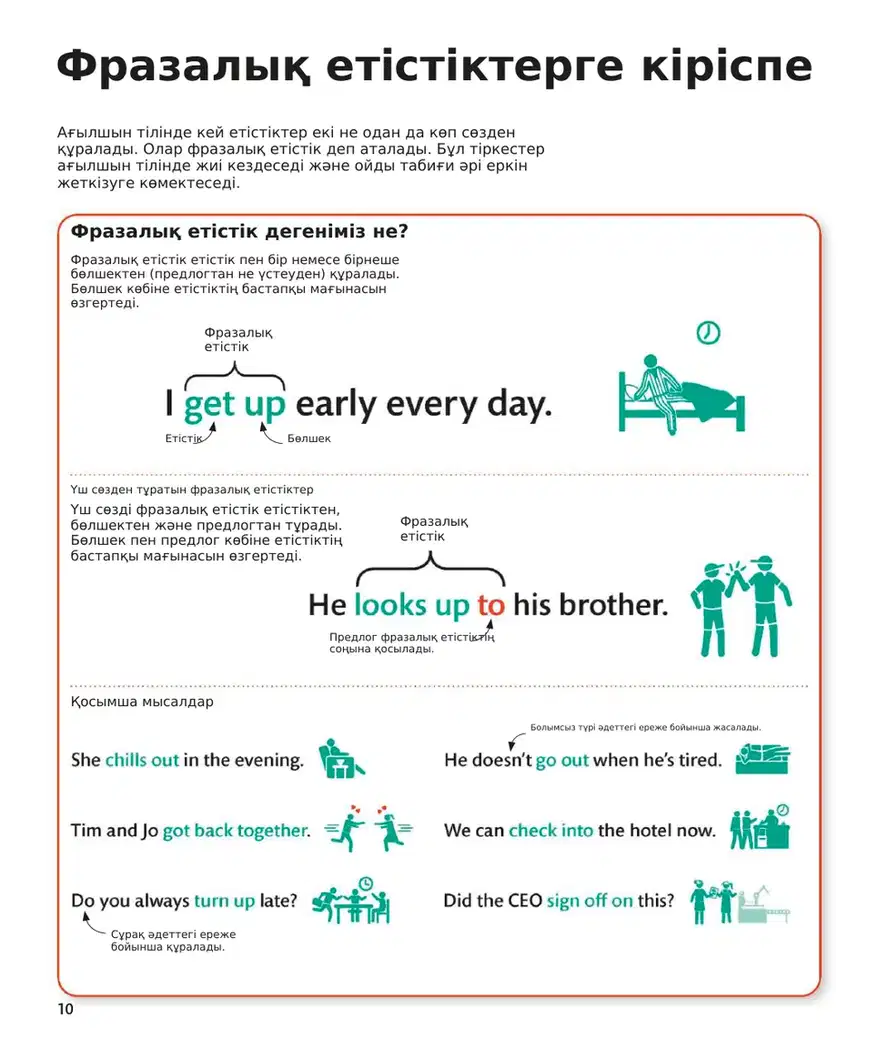 Фразалық етістіктерге кіріспе
Ағылшын тілінде кей етістіктер екі не одан да көп сөзден
құралады. Олар фразалық етістік деп аталады. Бұл тіркестер
ағылшын тілінде жиі кездеседі және ойды табиғи әрі еркін
жеткізуге көмектеседі.
Фразалық етістік дегеніміз не?
Фразалық етістік етістік пен бір немесе бірнеше
бөлшектен (предлогтан не үстеуден) құралады.
Бөлшек көбіне етістіктің бастапқы мағынасын
өзгертеді.
Фразалық
етістік
I get up early every day.
Етістік
Бөлшек
Үш сөзден тұратын фразалық етістіктер
Үш сөзді фразалық етістік етістіктен,
бөлшектен және предлогтан тұрады.
Бөлшек пен предлог көбіне етістіктің
бастапқы мағынасын өзгертеді.
Фразалық
етістік
He looks up to his brother.
Предлог фразалық етістіктің
соңына қосылады.
Қосымша мысалдар
Болымсыз түрі әдеттегі ереже бойынша жасалады.
She chills out in the evening.
He doesn't go out when he's tired.
Tim and Jo got back together.
We can check into the hotel now.
Do you always turn up late?
Did the CEO sign off on this?
Сұрақ әдеттегі ереже
бойынша құралады.
10